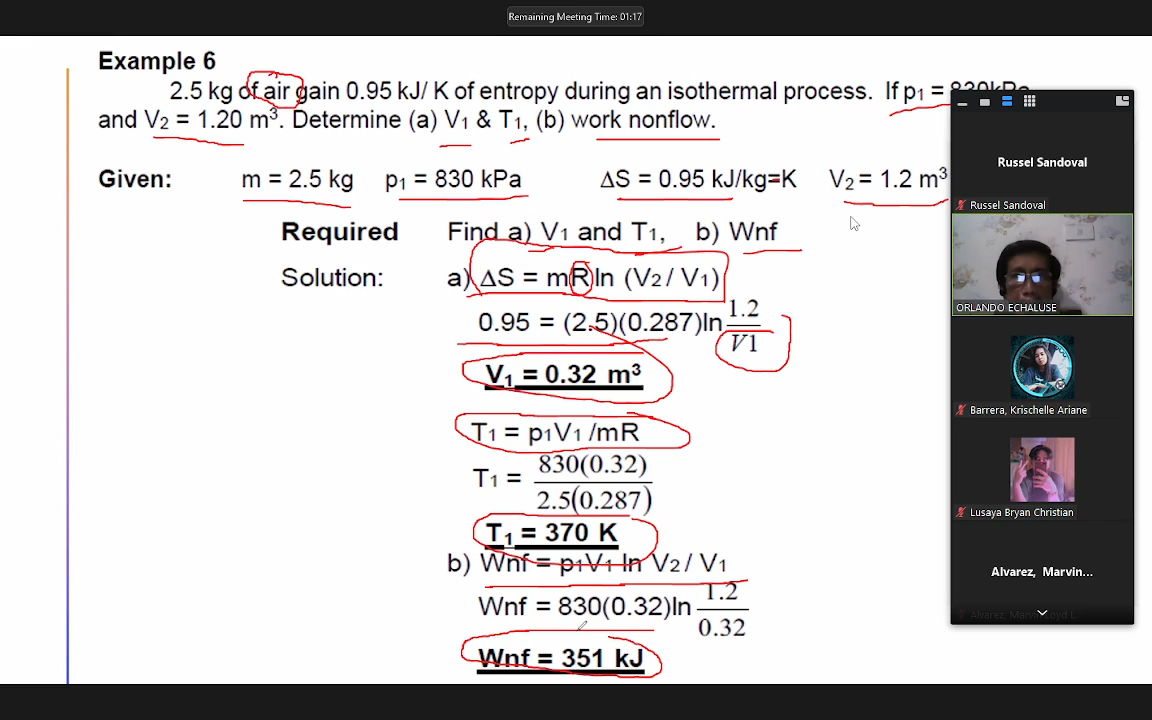 Remaining Meeting Time: 01:17
Example 6
2.5 kg of air gain 0.95 kJ/ K of entropy during an isothermal process. If p1 = 830kPa
and V2 = 1.20 m³. Determine (a) V1 & T1, (b) work nonflow.
Given: m = 2.5 kg p1 = 830 kPa ΔS = 0.95 kJ/kg=K V2 = 1.2 m³
Required Find a) V1 and T1, b) Wnf
Solution: a) ΔS = mR ln (V2 / V1)
0.95 = (2.5)(0.287)ln 1.2
V1
V1 = 0.32 m³
T1 = p1V1 /mR
T1 = 830(0.32)
2.5(0.287)
T1 = 370 K
b) Wnf = p1V1 ln V2 / V1
Wnf = 830(0.32)ln 1.2
0.32
Wnf = 351 kJ
Russel Sandoval
Russel Sandoval
ORLANDO ECHALUSE
Barrera, Krischelle Ariane
Lusaya Bryan Christian
Alvarez, Marvin...
Alvarez, Marvin Loyd L.